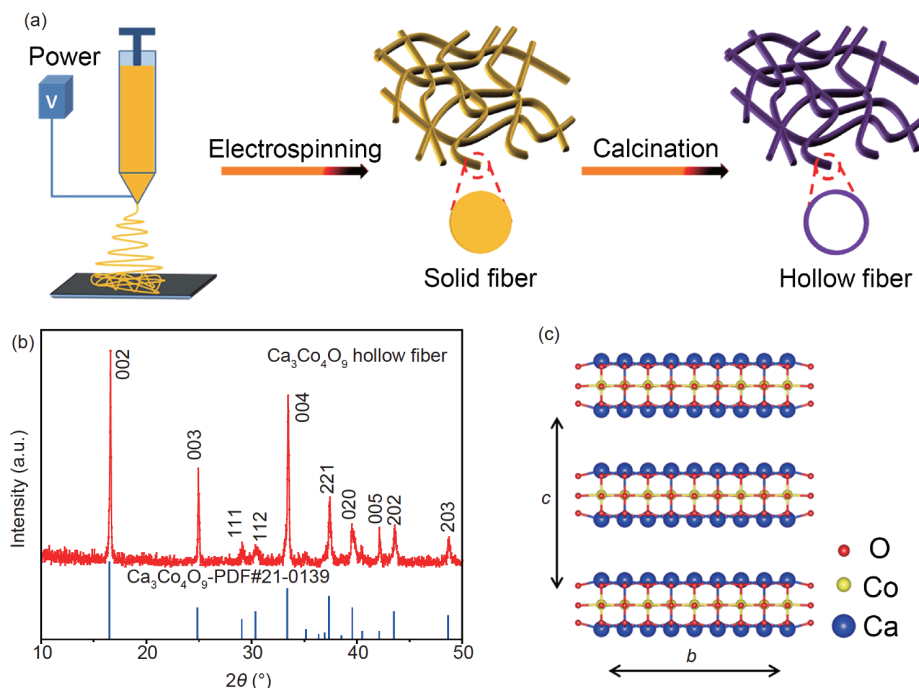 (a)
Power
V
Electrospinning
Calcination
Solid fiber
Hollow fiber
(b)
Ca₃Co₄O₉ hollow fiber
002
003
111
112
004
221
020
005
202
203
Ca₃Co₄O₉-PDF#21-0139
Intensity (a.u.)
10 20 30 40 50
2θ (°)
(c)
c
b
O
Co
Ca